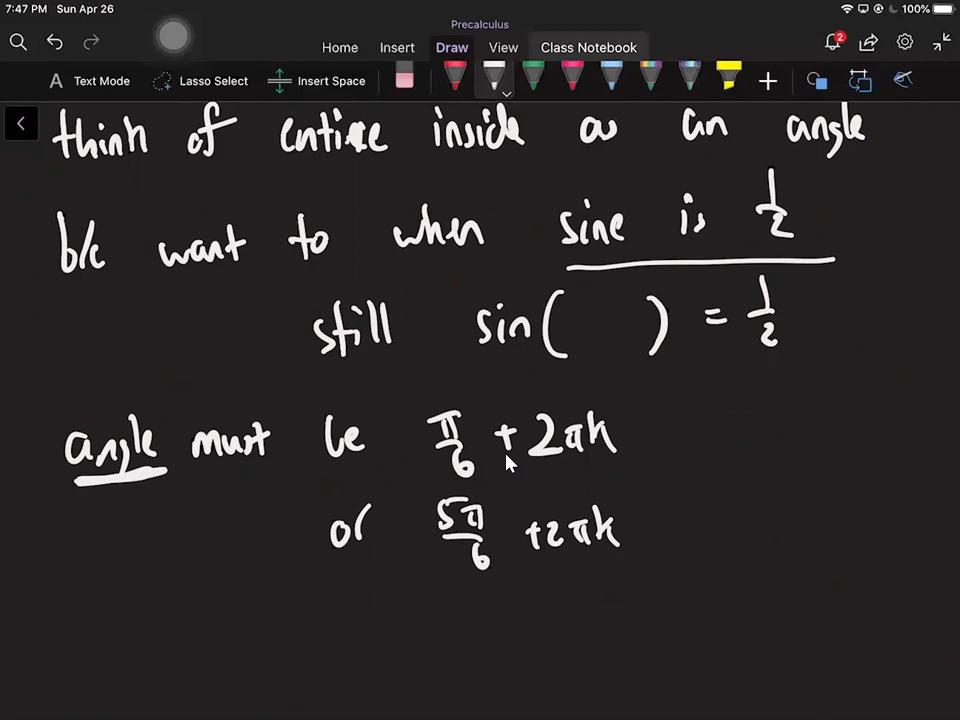 7:47 PM Sun Apr 26 100%
Precalculus
Home Insert Draw View Class Notebook 2
Text Mode Lasso Select Insert Space
think of entire inside as an angle
b/c want to when sine is 1/2
still sin( ) = 1/2
angle must be π/6 + 2πk
or 5π/6 + 2πk